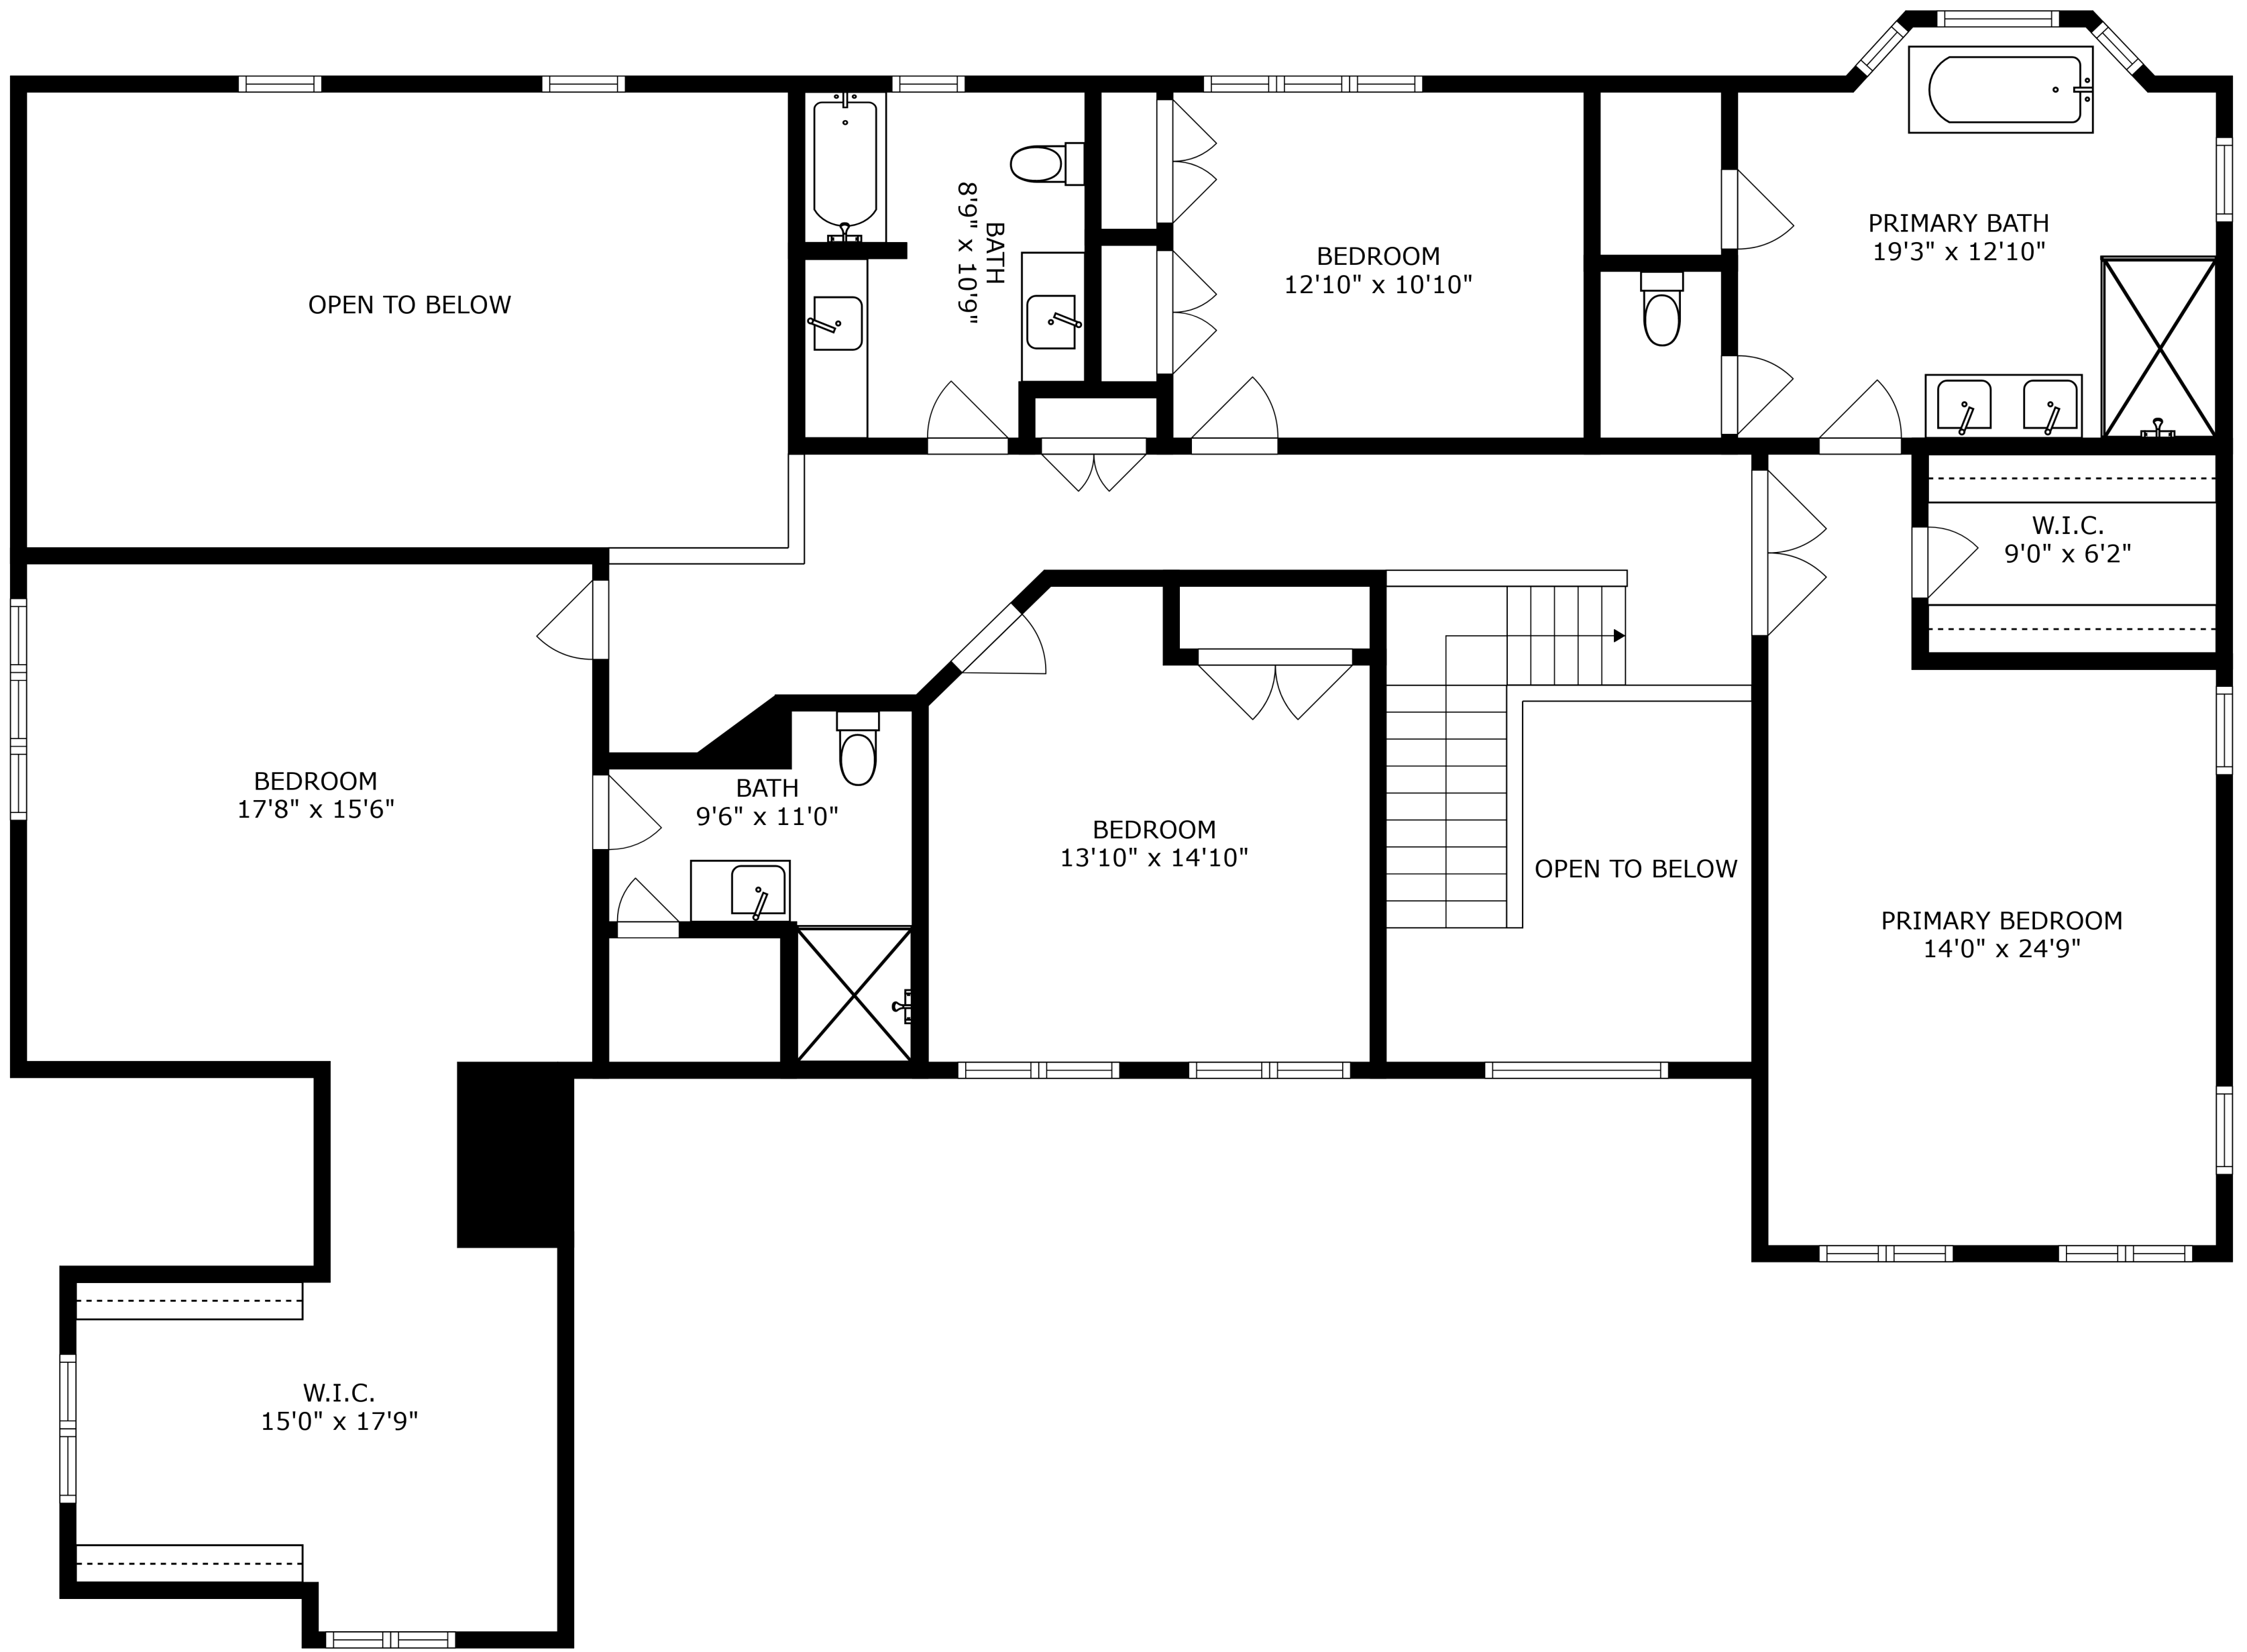 PRIMARY BATH
19'3" x 12'10"
BATH
8'9" x 10'9"
BEDROOM
12'10" x 10'10"
OPEN TO BELOW
W.I.C.
9'0" x 6'2"
BEDROOM
17'8" x 15'6"
BATH
9'6" x 11'0"
BEDROOM
13'10" x 14'10"
OPEN TO BELOW
PRIMARY BEDROOM
14'0" x 24'9"
W.I.C.
15'0" x 17'9"